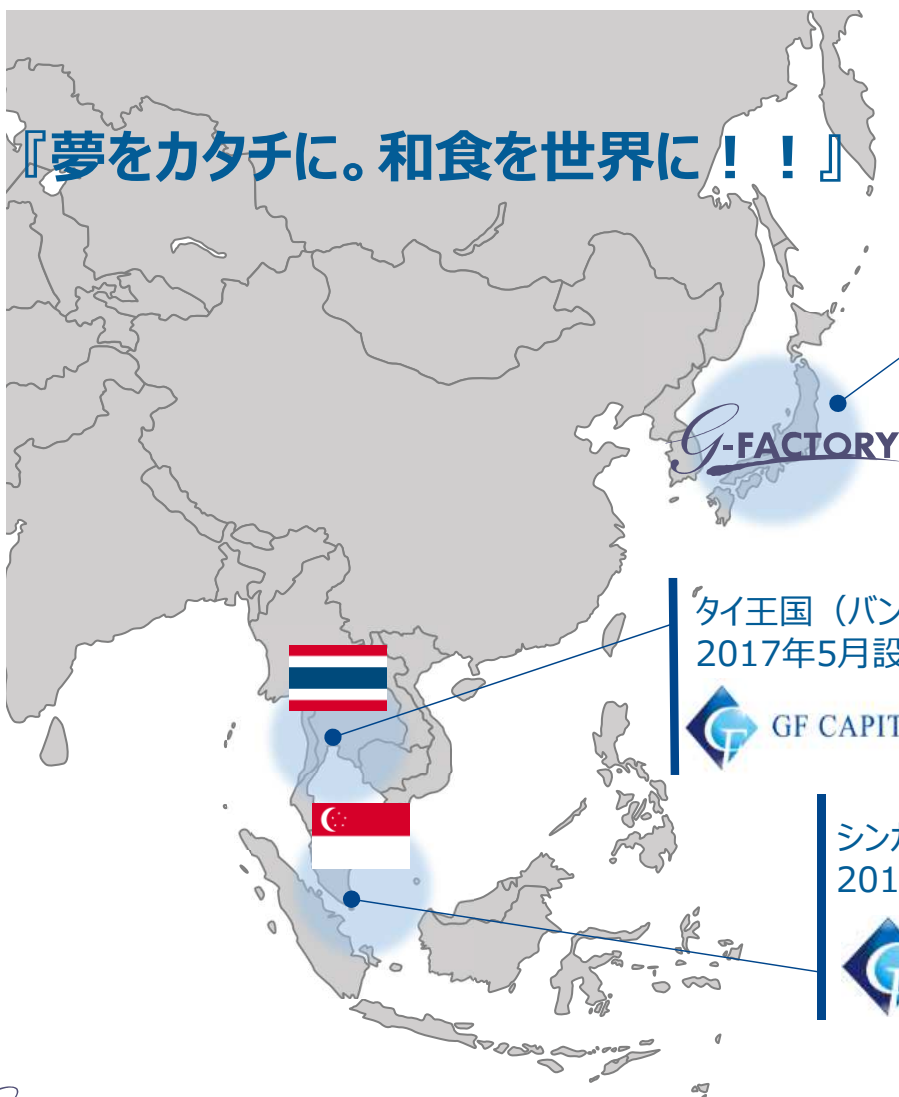 『夢をカタチに。和食を世界に！！』
G-FACTORY
タイ王国（バン
2017年5月設
GF CAPIT
シンガ
201